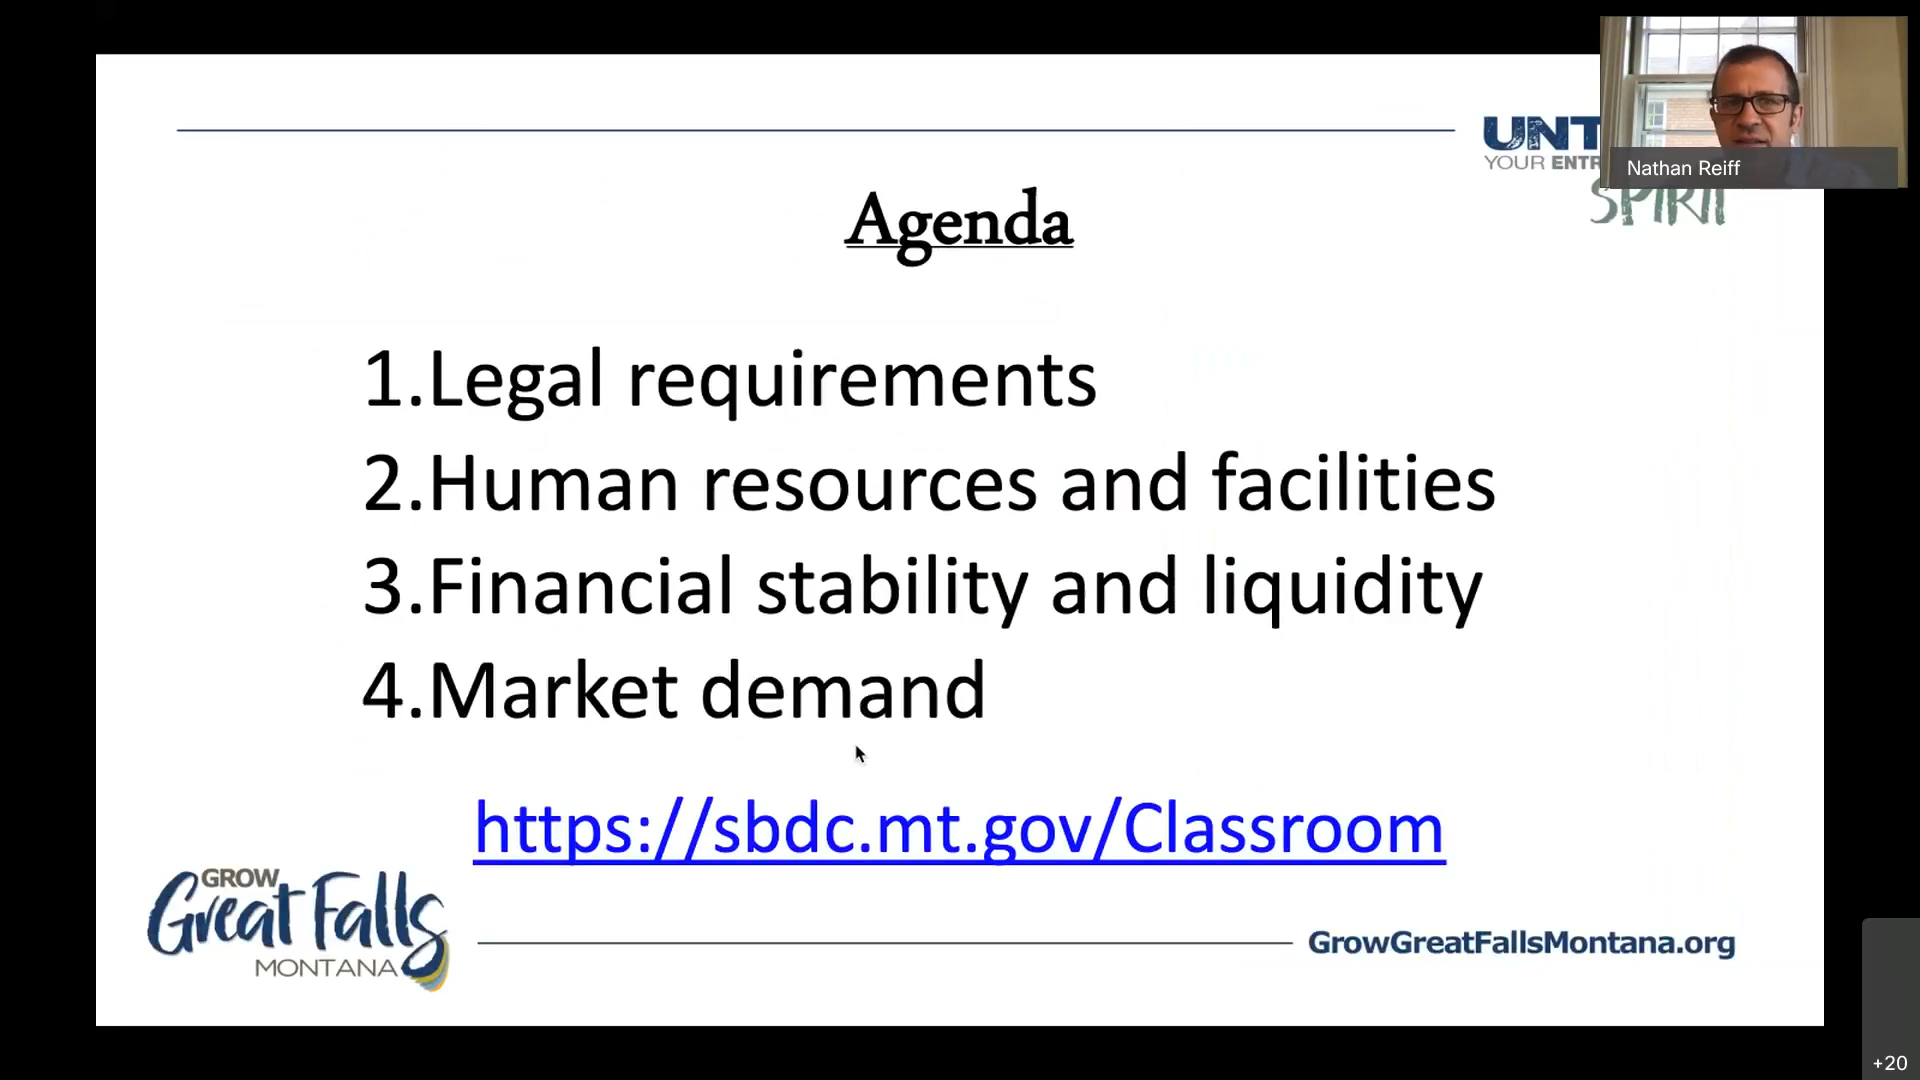 UNT
YOUR ENTR
SPIRIT
Nathan Reiff
Agenda
1.Legal requirements
2.Human resources and facilities
3.Financial stability and liquidity
4.Market demand
https://sbdc.mt.gov/Classroom
GROW
Great Falls
MONTANA
GrowGreatFallsMontana.org
+20